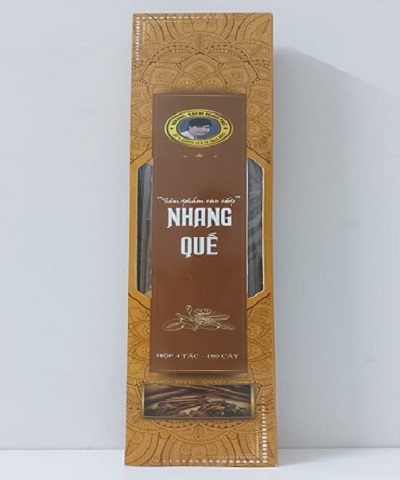 "Sản phẩm cao cấp"
NHANG
QUẾ
HỘP 4 TẤC - 180 CÂY